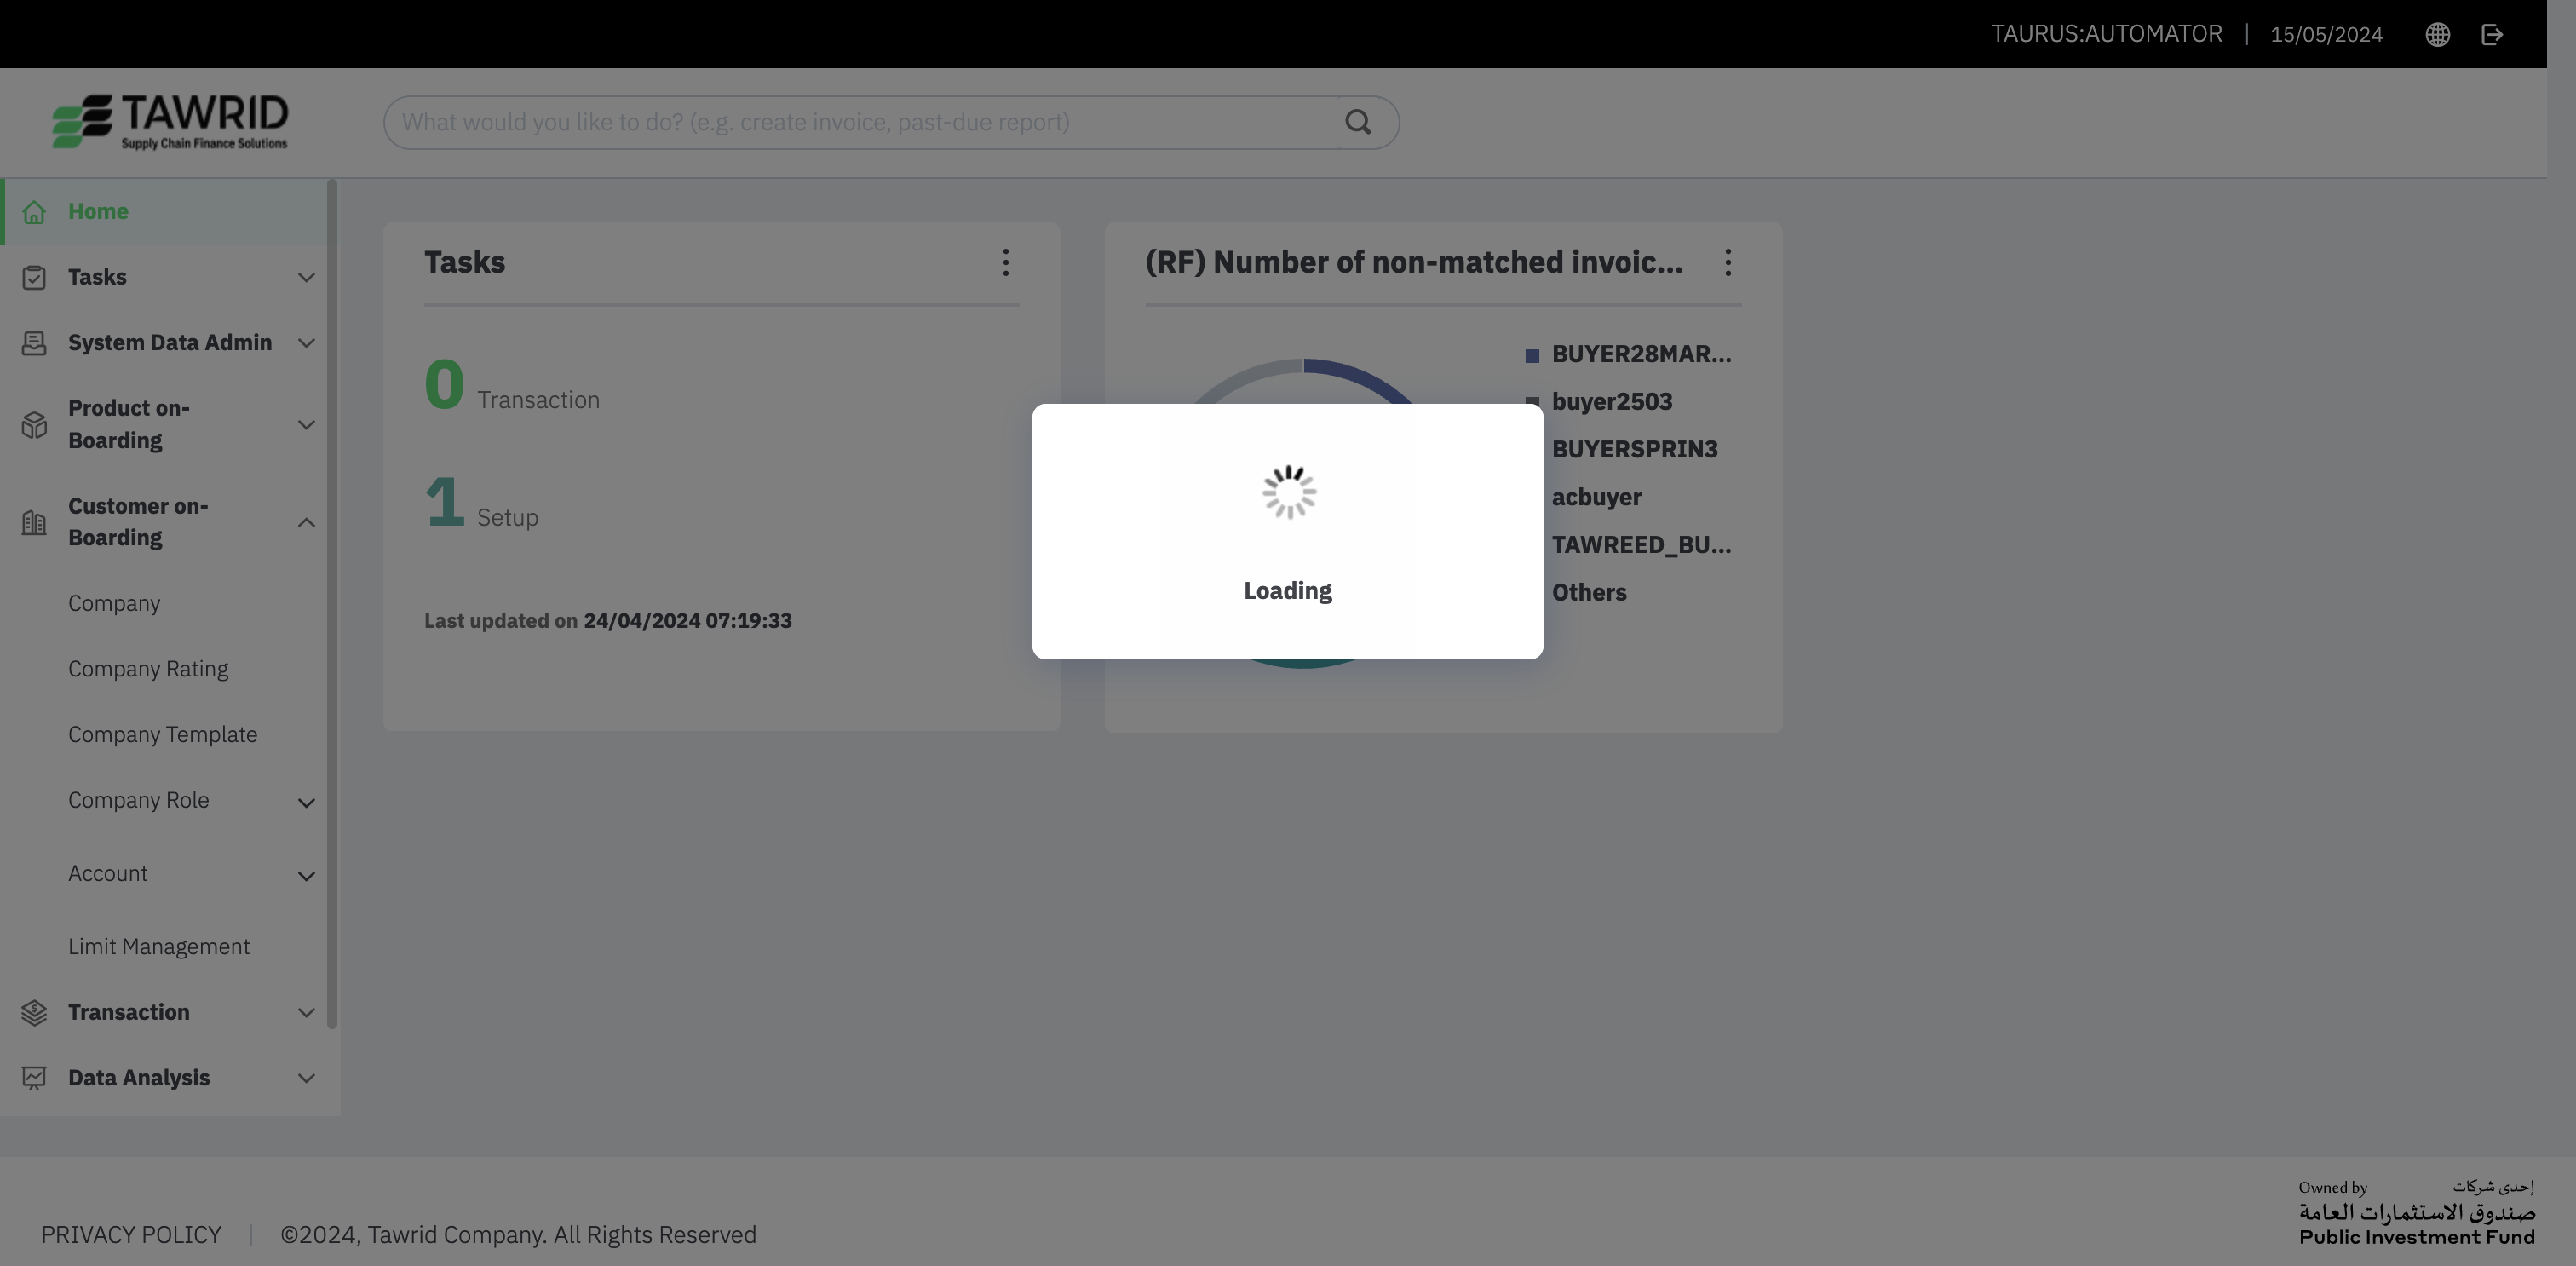 TAURUS:AUTOMATOR | 15/05/2024
TAWRID
Supply Chain Finance Solutions
What would you like to do? (e.g. create invoice, past-due report)
Home
Tasks
System Data Admin
Product on-
Boarding
Customer on-
Boarding
Company
Company Rating
Company Template
Company Role
Account
Limit Management
Transaction
Data Analysis
Tasks
0 Transaction
1 Setup
Last updated on 24/04/2024 07:19:33
(RF) Number of non-matched invoic...
BUYER28MAR...
buyer2503
BUYERSPRIN3
acbuyer
TAWREED_BU...
Others
Loading
PRIVACY POLICY | ©2024, Tawrid Company. All Rights Reserved
Owned by إحدى شركات
صندوق الاستثمارات العامة
Public Investment Fund